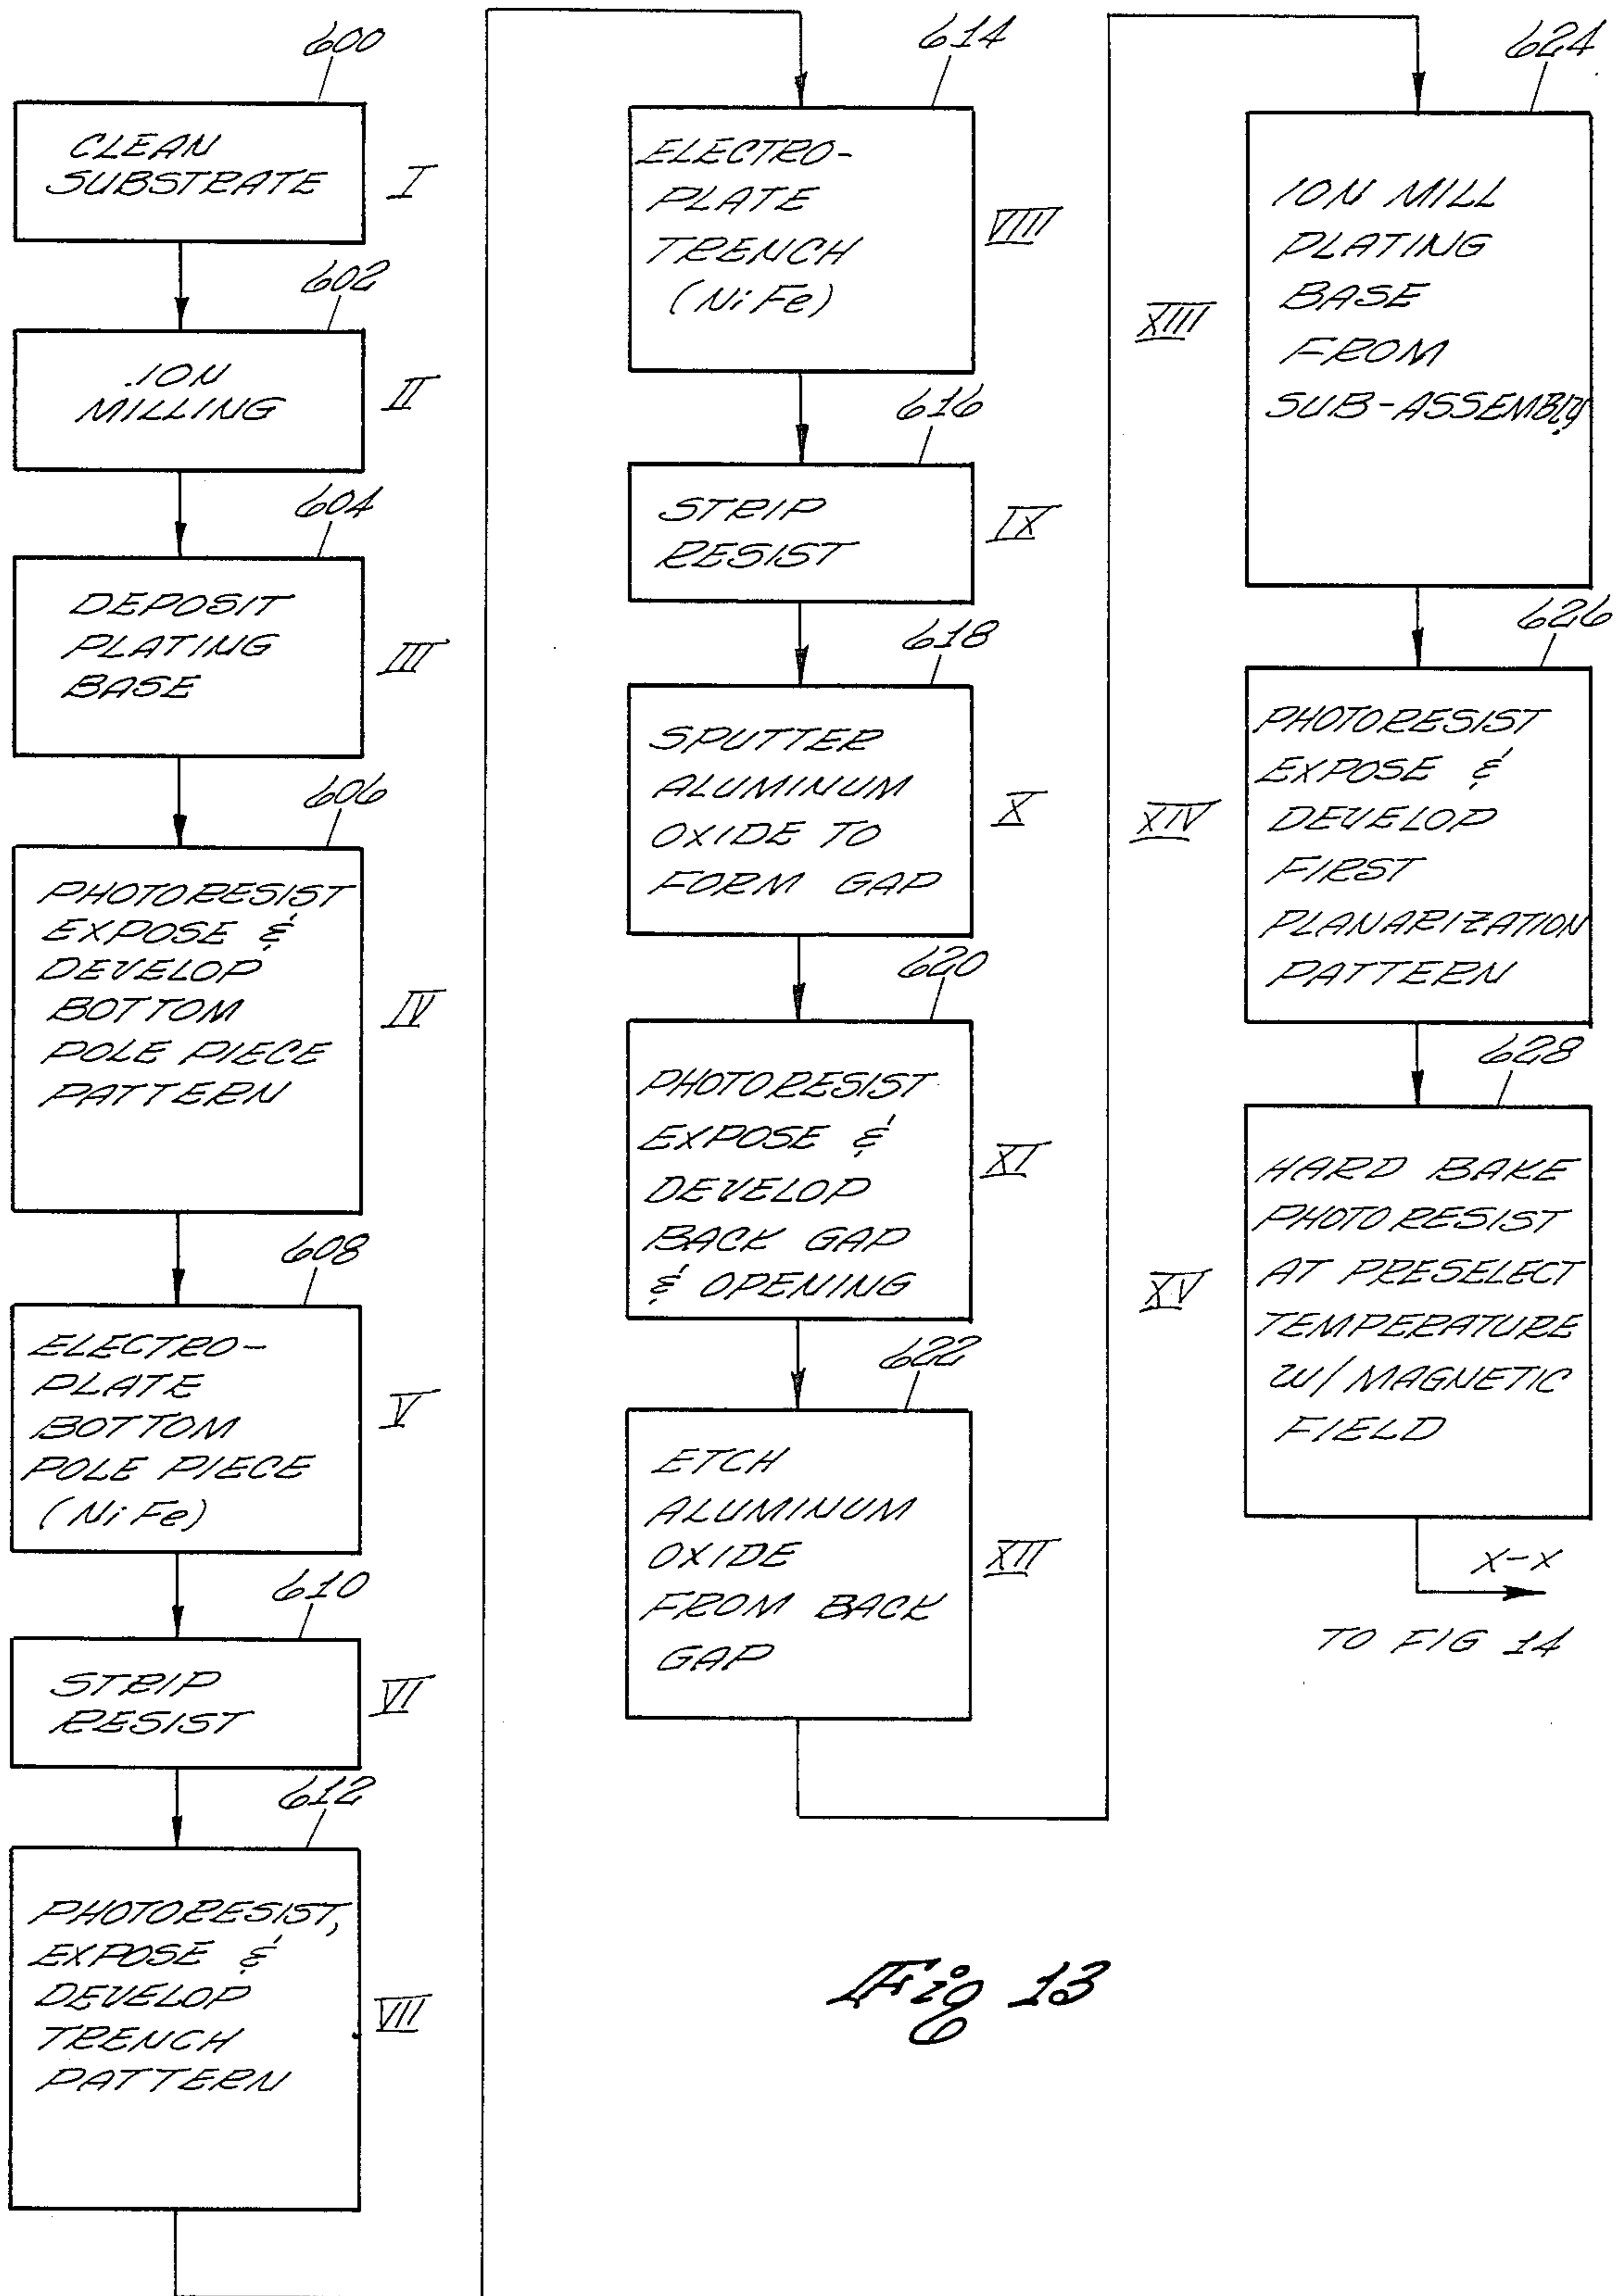 600
CLEAN
SUBSTRATE
I
602
ION
MILLING
II
604
DEPOSIT
PLATING
BASE
III
606
PHOTORESIST
EXPOSE &
DEVELOP
BOTTOM
POLE PIECE
PATTERN
IV
608
ELECTRO-
PLATE
BOTTOM
POLE PIECE
(NiFe)
V
610
STRIP
RESIST
VI
612
PHOTORESIST,
EXPOSE &
DEVELOP
TRENCH
PATTERN
VII
614
ELECTRO-
PLATE
TRENCH
(NiFe)
VIII
616
STRIP
RESIST
IX
618
SPUTTER
ALUMINUM
OXIDE TO
FORM GAP
X
620
PHOTORESIST
EXPOSE &
DEVELOP
BACK GAP
& OPENING
XI
622
ETCH
ALUMINUM
OXIDE
FROM BACK
GAP
XII
624
ION MILL
PLATING
BASE
FROM
SUB-ASSEMBLY
XIII
626
PHOTORESIST
EXPOSE &
DEVELOP
FIRST
PLANARIZATION
PATTERN
XIV
628
HARD BAKE
PHOTO RESIST
AT PRESELECT
TEMPERATURE
W/ MAGNETIC
FIELD
XV
X-X
TO FIG 14
Fig 13